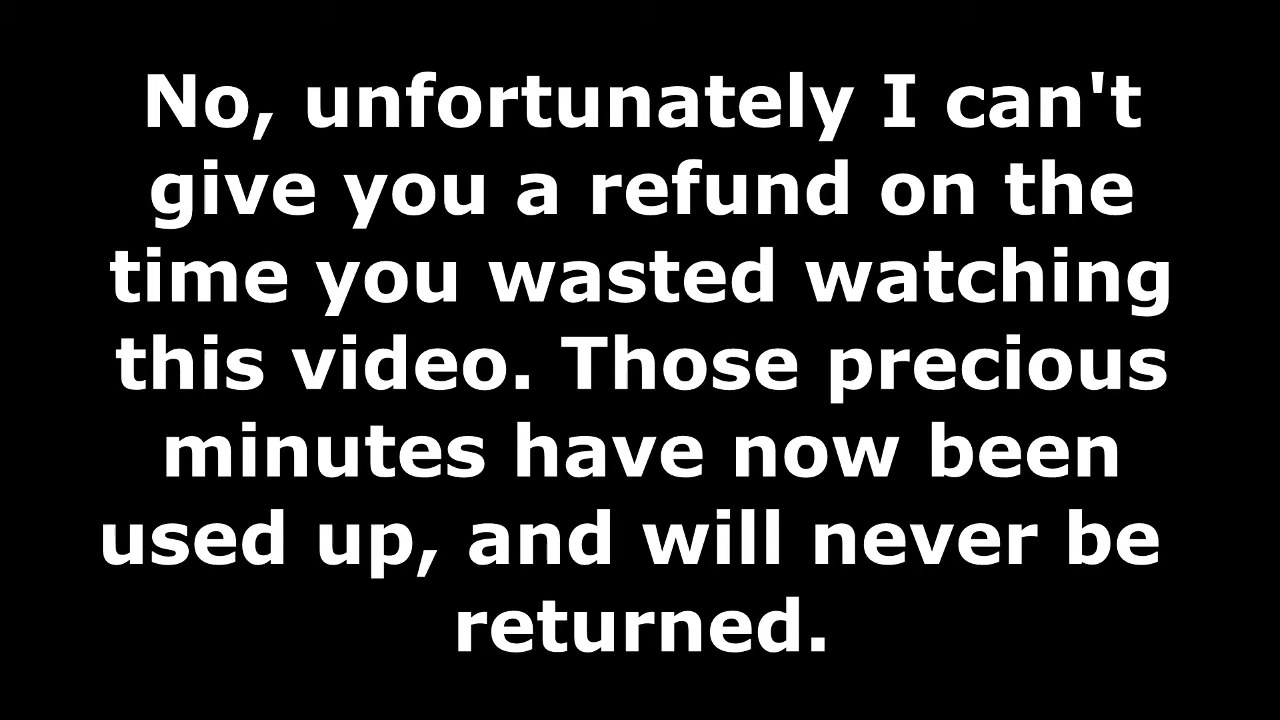 No, unfortunately I can't
give you a refund on the
time you wasted watching
this video. Those precious
minutes have now been
used up, and will never be
returned.